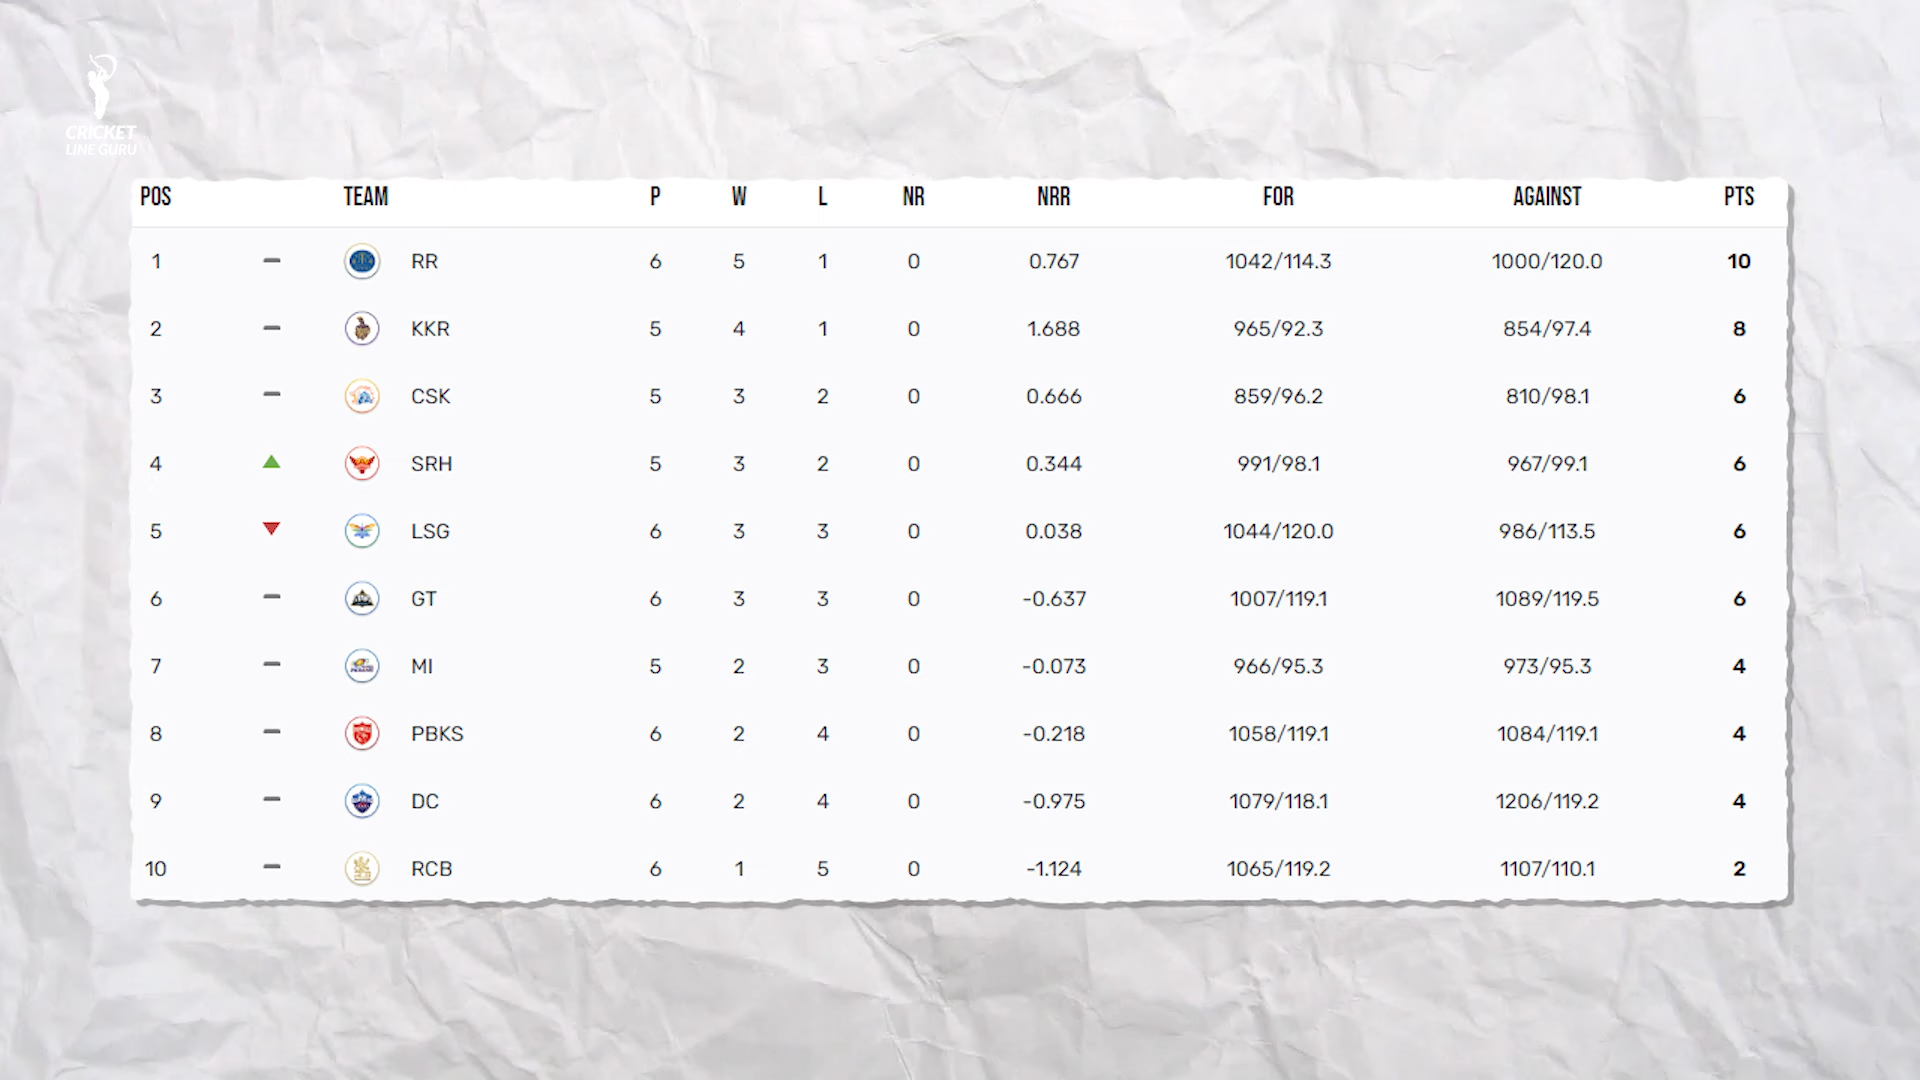 CRICKET
LINE GURU
POS TEAM P W L NR NRR FOR AGAINST PTS
1 RR 6 5 1 0 0.767 1042/114.3 1000/120.0 10
2 KKR 5 4 1 0 1.688 965/92.3 854/97.4 8
3 CSK 5 3 2 0 0.666 859/96.2 810/98.1 6
4 SRH 5 3 2 0 0.344 991/98.1 967/99.1 6
5 LSG 6 3 3 0 0.038 1044/120.0 986/113.5 6
6 GT 6 3 3 0 -0.637 1007/119.1 1089/119.5 6
7 MI 5 2 3 0 -0.073 966/95.3 973/95.3 4
8 PBKS 6 2 4 0 -0.218 1058/119.1 1084/119.1 4
9 DC 6 2 4 0 -0.975 1079/118.1 1206/119.2 4
10 RCB 6 1 5 0 -1.124 1065/119.2 1107/110.1 2